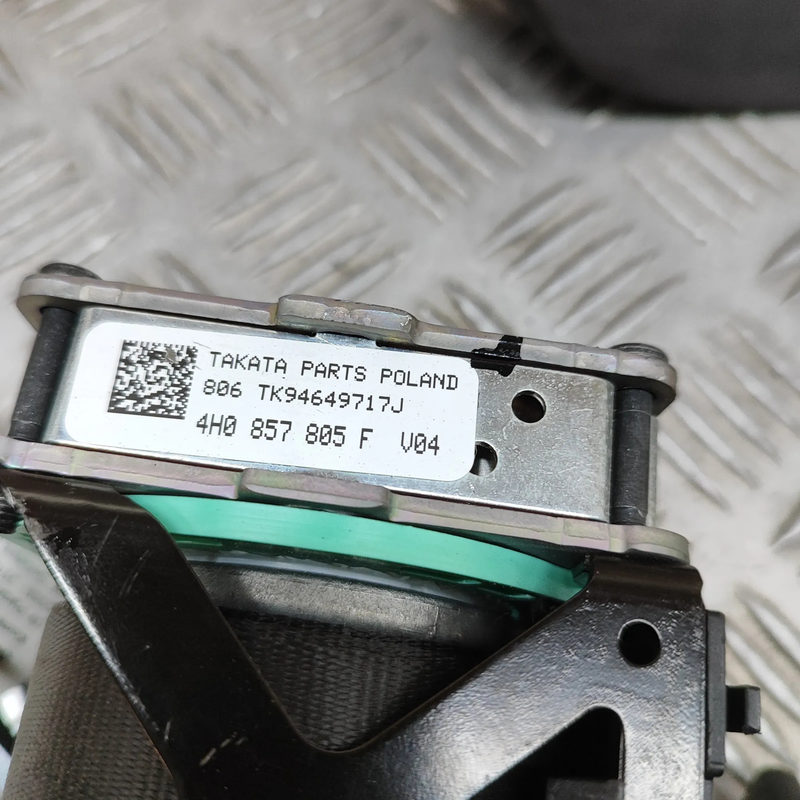 TAKATA PARTS POLAND
806 TK94649717J
4H0 857 805 F V04